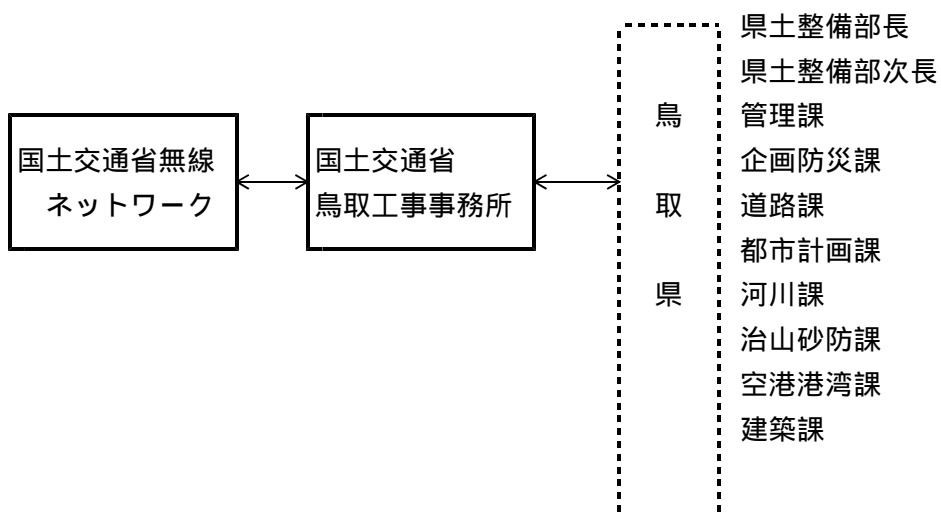 国土交通省無線
ネットワーク
国土交通省
鳥取工事事務所
鳥
取
県
県土整備部長
県土整備部次長
管理課
企画防災課
道路課
都市計画課
河川課
治山砂防課
空港港湾課
建築課